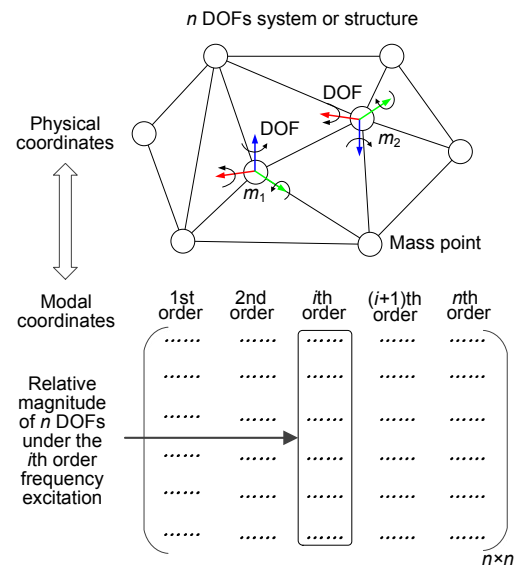 n DOFs system or structure
DOF
DOF
Physical
coordinates
m2
m1
Mass point
Modal
coordinates
1st
order
2nd
order
ith
order
(i+1)th
order
nth
order
...... ...... ...... ...... ......
...... ...... ...... ...... ......
...... ...... ...... ...... ......
...... ...... ...... ...... ......
...... ...... ...... ...... ......
...... ...... ...... ...... ......
Relative
magnitude
of n DOFs
under the
ith order
frequency
excitation
n×n